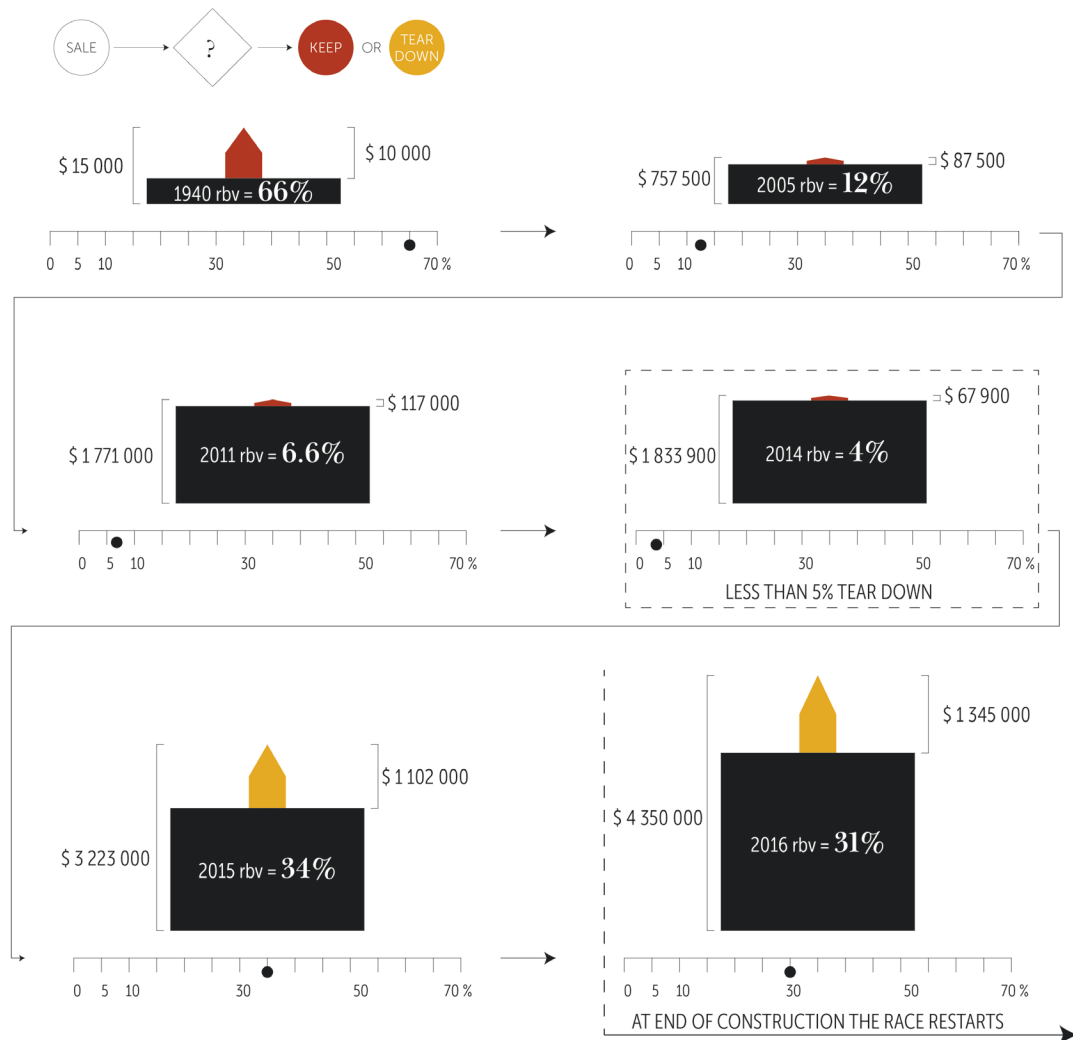 SALE
?
KEEP
OR
TEAR
DOWN
$ 15 000
$ 10 000
1940 rbv = 66%
0 5 10 30 50 70 %
$ 757 500
$ 87 500
2005 rbv = 12%
0 5 10 30 50 70 %
$ 1 771 000
$ 117 000
2011 rbv = 6.6%
0 5 10 30 50 70 %
$ 1 833 900
$ 67 900
2014 rbv = 4%
0 5 10 30 50 70 %
LESS THAN 5% TEAR DOWN
$ 3 223 000
$ 1 102 000
2015 rbv = 34%
0 5 10 30 50 70 %
$ 4 350 000
$ 1 345 000
2016 rbv = 31%
0 5 10 30 50 70 %
AT END OF CONSTRUCTION THE RACE RESTARTS